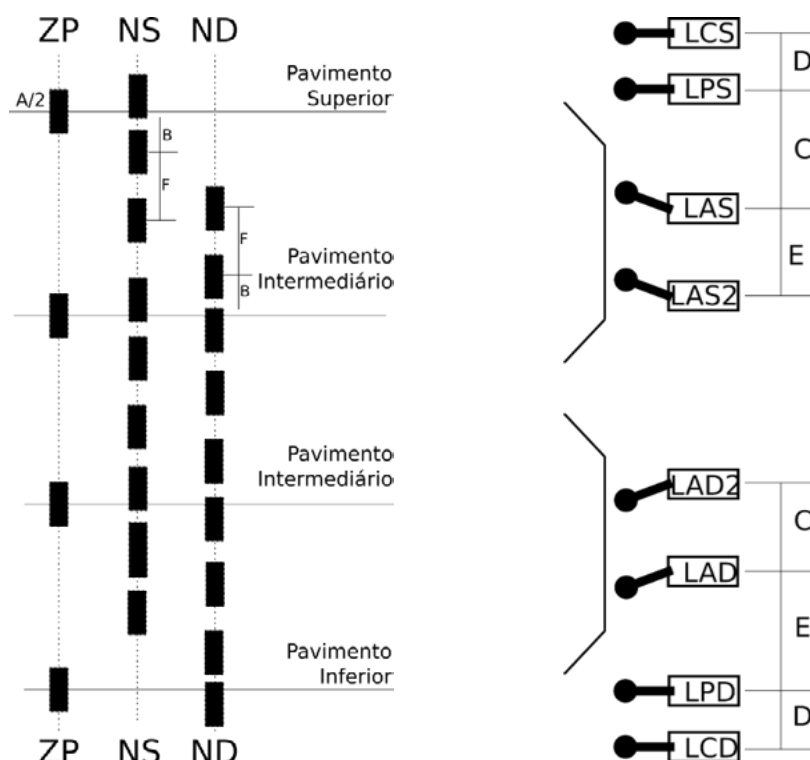 ZP NS ND
A/2
Pavimento
Superior
B
F
F
B
Pavimento
Intermediário
Pavimento
Intermediário
Pavimento
Inferior
ZP NS ND
LCS
D
LPS
C
LAS
E
LAS2
LAD2
C
LAD
E
LPD
D
LCD